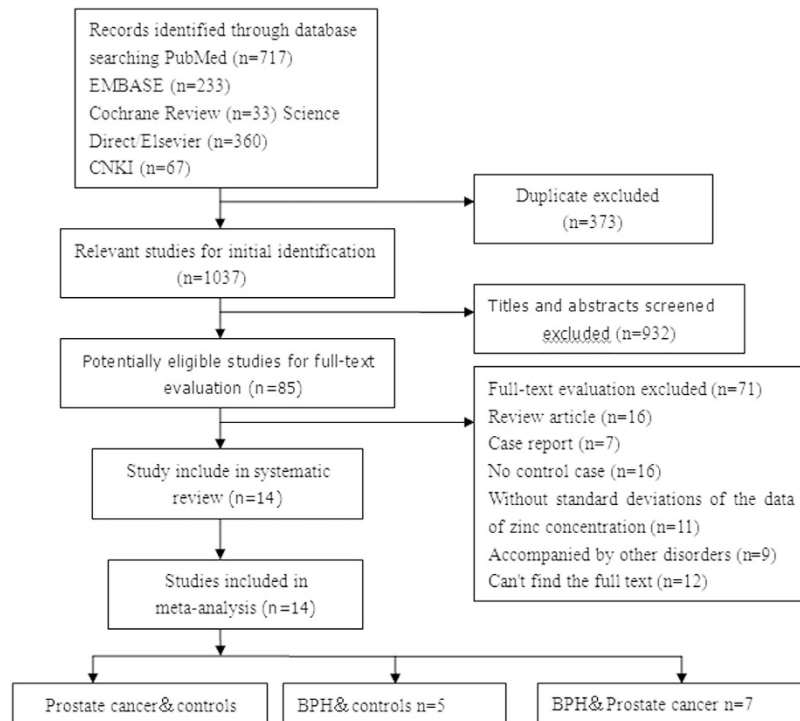 Records identified through database
searching PubMed (n=717)
EMBASE (n=233)
Cochrane Review (n=33) Science
Direct/Elsevier (n=360)
CNKI (n=67)
Duplicate excluded
(n=373)
Relevant studies for initial identification
(n=1037)
Titles and abstracts screened
excluded (n=932)
Potentially eligible studies for full-text
evaluation (n=85)
Full-text evaluation excluded (n=71)
Review article (n=16)
Case report (n=7)
No control case (n=16)
Without standard deviations of the data
of zinc concentration (n=11)
Accompanied by other disorders (n=9)
Can't find the full text (n=12)
Study include in systematic
review (n=14)
Studies included in
meta-analysis (n=14)
Prostate cancer&controls
BPH&controls n=5
BPH&Prostate cancer n=7